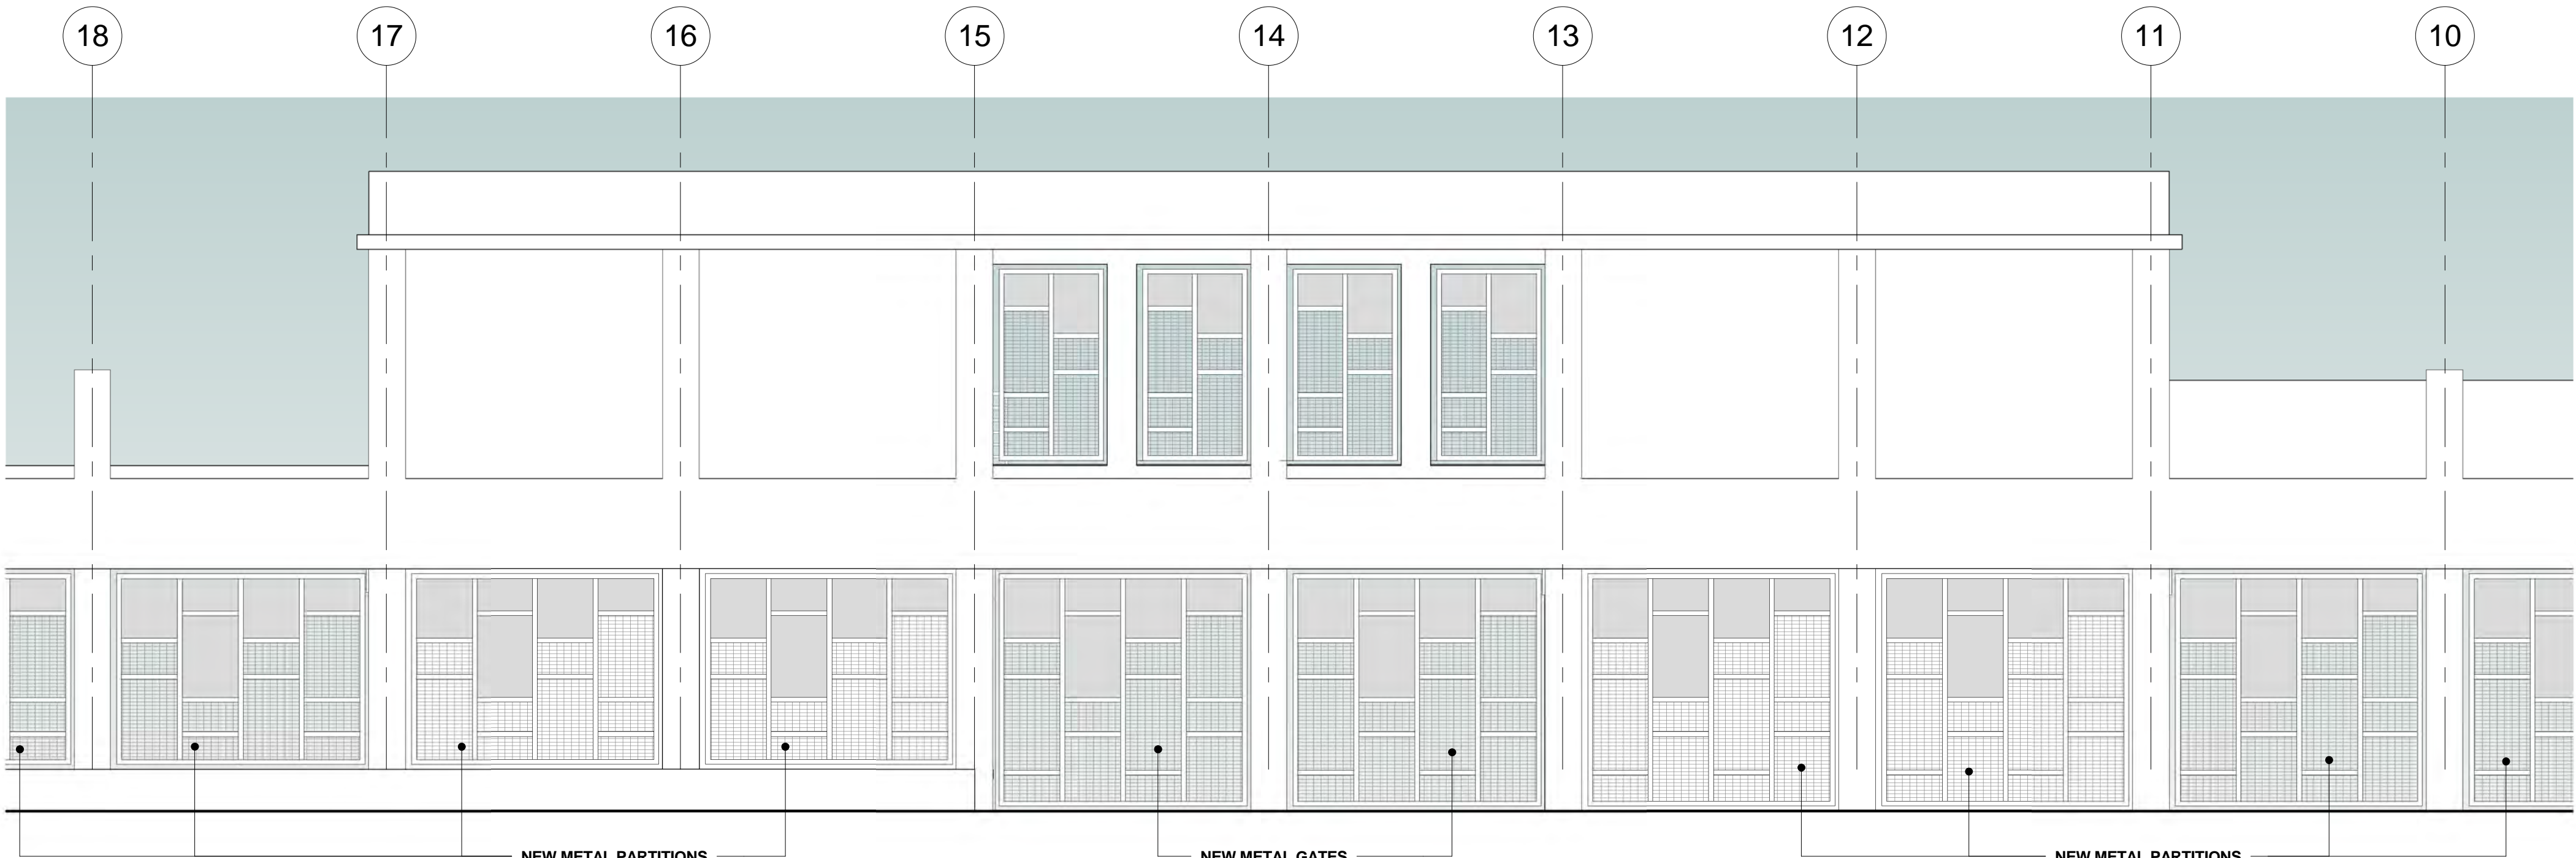 18 17 16 15 14 13 12 11 10
NEW METAL PARTITIONS NEW METAL GATES NEW METAL PARTITIONS